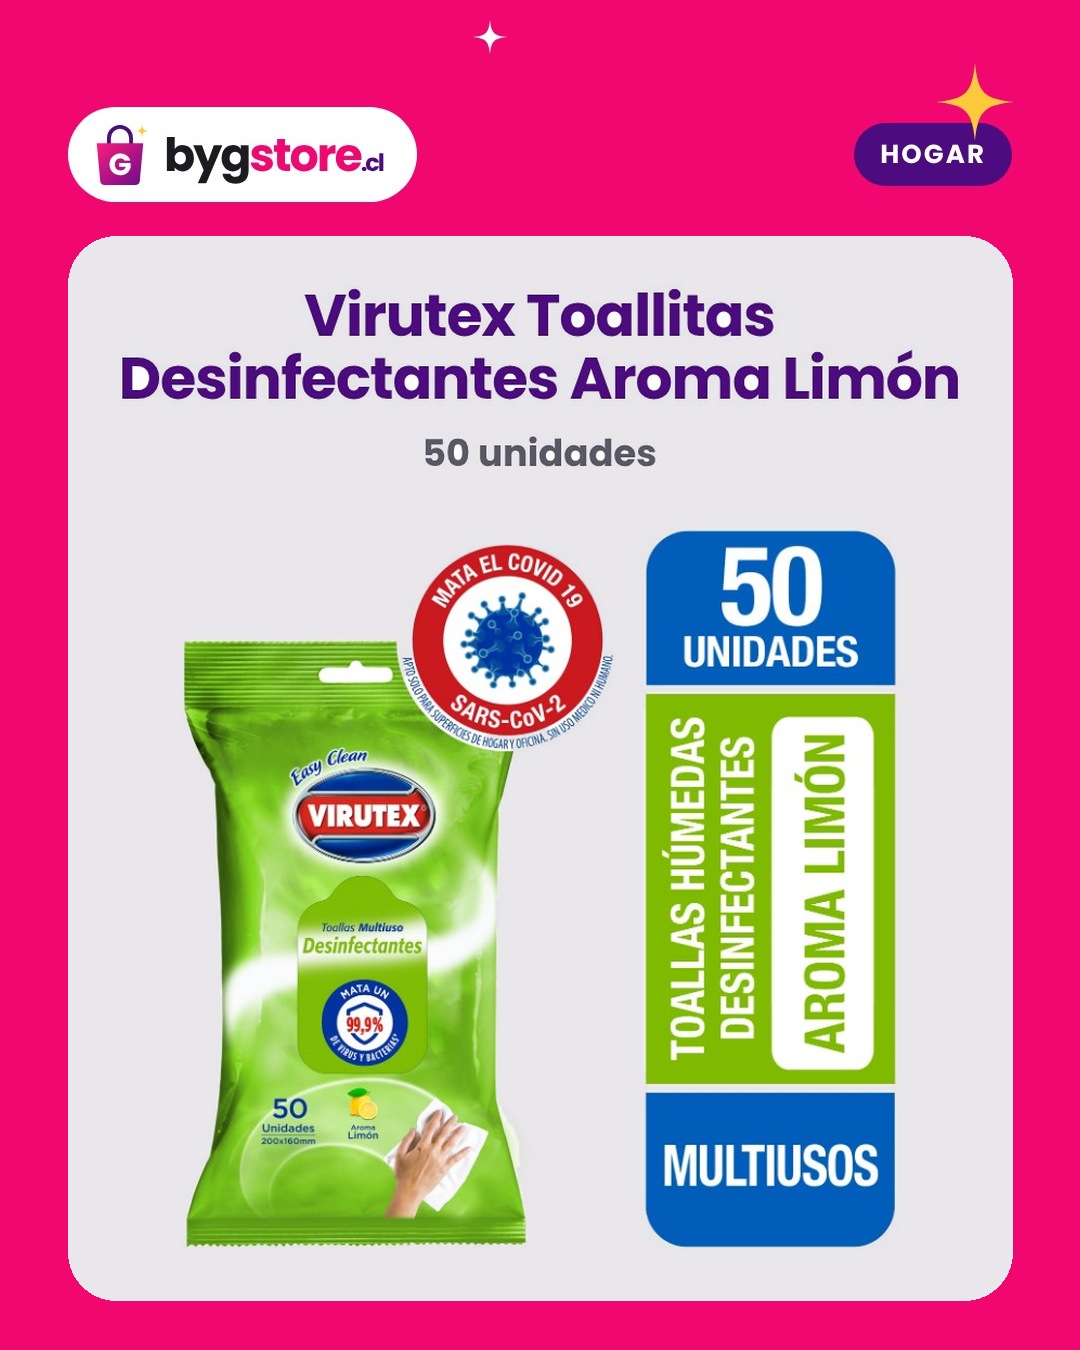 bygstore.cl
HOGAR
Virutex Toallitas
Desinfectantes Aroma Limón
50 unidades
MATA EL COVID 19
SARS-CoV-2
APTO SOLO PARA SUPERFICIES DE HOGAR Y OFICINA. SIN USO MEDICO NI HUMANO.
Easy Clean
VIRUTEX
Toallas Multiuso
Desinfectantes
MATA UN
99,9%
DE VIRUS Y BACTERIAS*
50
Unidades
200x160mm
Aroma
Limón
50
UNIDADES
TOALLAS HÚMEDAS
DESINFECTANTES
AROMA LIMÓN
MULTIUSOS
G